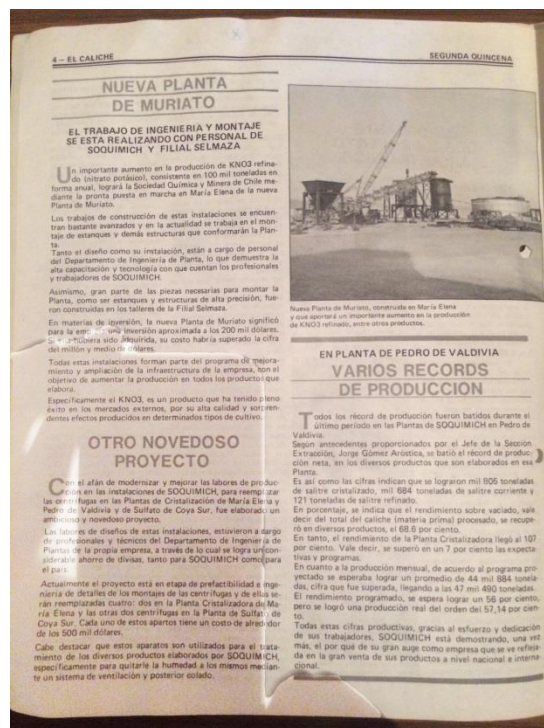 4 – EL CALICHE
SEGUNDA QUINCENA
NUEVA PLANTA
DE MURIATO
EL TRABAJO DE INGENIERIA Y MONTAJE
SE ESTA REALIZANDO CON PERSONAL DE
SOQUIMICH Y FILIAL SELMAZA
Un importante aumento en la producción de KNO3 refina-
do (nitrato potásico), consistente en 100 mil toneladas en
forma anual, logrará la Sociedad Química y Minera de Chile me-
diante la pronta puesta en marcha en María Elena de la nueva
Planta de Muriato.
Los trabajos de construcción de estas instalaciones se encuen-
tran bastante avanzados y en la actualidad se trabaja en el mon-
taje de estanques y demás estructuras que conformarán la Plan-
ta.
Tanto el diseño como su instalación, están a cargo de personal
del Departamento de Ingeniería de Planta, lo que demuestra la
alta capacitación y tecnología con que cuentan los profesionales
y trabajadores de SOQUIMICH.
Asimismo, gran parte de las piezas necesarias para montar la
Planta, como ser estanques y estructuras de alta precisión, fue-
ron construidas en los talleres de la Filial Selmaza.
En materias de inversión, la nueva Planta de Muriato significó
para la empresa una inversión aproximada a los 200 mil dólares.
Si esta hubiera sido adquirida, su costo habría superado la cifra
del millón y medio de dólares.
Todas estas instalaciones forman parte del programa de mejora-
miento y ampliación de la infraestructura de la empresa, con el
objetivo de aumentar la producción en todos los productos que
elabora.
Específicamente el KNO3, es un producto que ha tenido pleno
éxito en los mercados externos, por su alta calidad y sorpren-
dentes efectos producidos en determinados tipos de cultivo.
OTRO NOVEDOSO
PROYECTO
Con el afán de modernizar y mejorar las labores de produc-
ción en las instalaciones de SOQUIMICH, para reemplazar
las centrífugas en las Plantas de Cristalización de María Elena y
Pedro de Valdivia y de Sulfato de Coya Sur, fue elaborado un
ambicioso y novedoso proyecto.
Las labores de diseños de estas instalaciones, estuvieron a cargo
de profesionales y técnicos del Departamento de Ingeniería de
Plantas de la propia empresa, a través de lo cual se logra un con-
siderable ahorro de divisas, tanto para SOQUIMICH como para
el país.
Actualmente el proyecto está en etapa de prefactibilidad e inge-
niería de detalles de los montajes de las centrífugas y de ellas se-
rán reemplazadas cuatro: dos en la Planta Cristalizadora de Ma-
ría Elena y las otras dos centrífugas en la Planta de Sulfat. de
Coya Sur. Cada uno de estos apartos tiene un costo de alrededor
de los 500 mil dólares.
Cabe destacar que estos aparatos son utilizados para el trata-
miento de los diversos productos elaborados por SOQUIMICH,
específicamente para quitarle la humedad a los mismos median-
te un sistema de ventilación y posterior colado.
Nueva Planta de Muriato, construida en María Elena
y que aportará un importante aumento en la producción
de KNO3 refinado, entre otros productos.
EN PLANTA DE PEDRO DE VALDIVIA
VARIOS RECORDS
DE PRODUCCION
Todos los récord de producción fueron batidos durante el
último período en las Plantas de SOQUIMICH en Pedro de
Valdivia.
Según antecedentes proporcionados por el Jefe de la Sección
Extracción, Jorge Gómez Aróstica, se batió el récord de produc-
ción neta, en los diversos productos que son elaborados en esa
Planta.
Es así como las cifras indican que se lograron mil 806 toneladas
de salitre cristalizado, mil 684 toneladas de salitre corriente y
121 toneladas de salitre refinado.
En porcentaje, se indica que el rendimiento sobre vaciado, vale
decir del total del caliche (materia prima) procesado, se recupe-
ró en diversos productos, el 68.6 por ciento.
En tanto, el rendimiento de la Planta Cristalizadora llegó al 107
por ciento. Vale decir, se superó en un 7 por ciento las expecta-
tivas y programas.
En cuanto a la producción mensual, de acuerdo al programa pro-
yectado se esperaba lograr un promedio de 44 mil 884 tonela-
das, cifra que fue superada, llegando a las 47 mil 490 toneladas.
El rendimiento programado, se espera lograr un 56 por ciento,
pero se logró una producción real del orden del 57,14 por cien-
to.
Todas estas cifras productivas, gracias al esfuerzo y dedicación
de sus trabajadores, SOQUIMICH está demostrando, una vez
más, el por qué de su gran auge como empresa que se ve refleja-
da en la gran venta de sus productos a nivel nacional e interna-
cional.